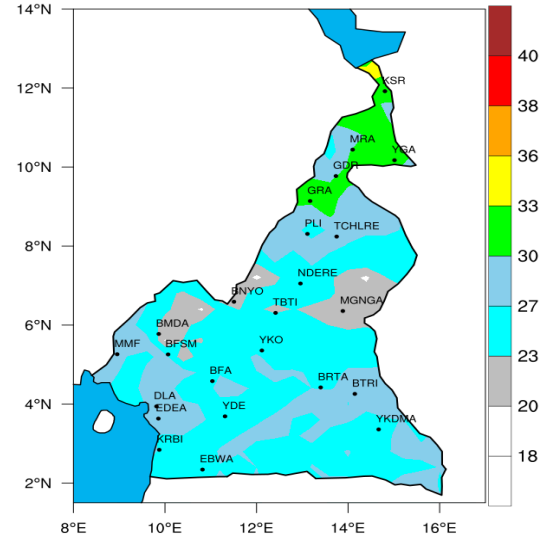 14°N
40
KSR
12°N
38
MRA
YGA
10°N
GDR
36
GRA
33
PLI
TCHLRE
8°N
30
NDERE
BNYO
MGNGA
TBTI
27
6°N
BMDA
MMF
BFSM
YKO
23
BFA
BRTA
BTRI
4°N
DLA
EDEA
YDE
20
YKDMA
KRBI
EBWA
18
2°N
8°E 10°E 12°E 14°E 16°E